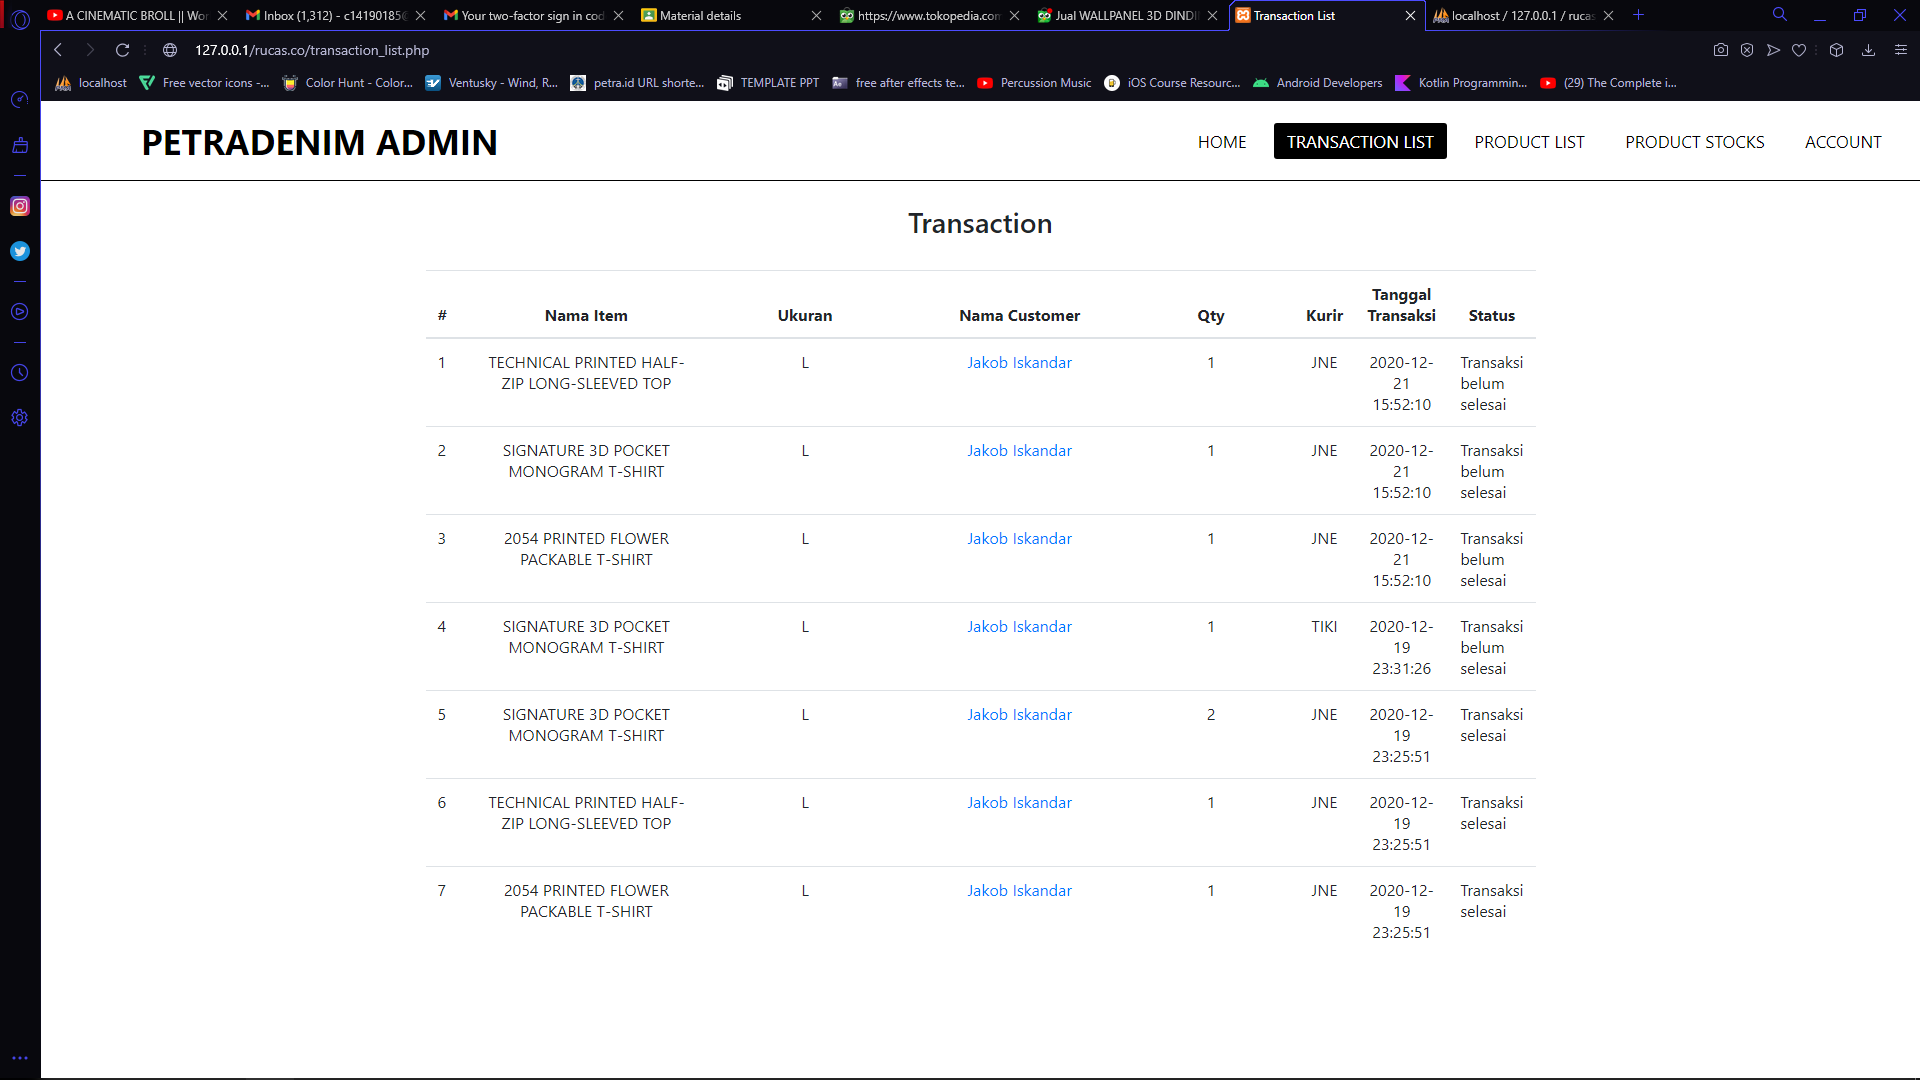 A CINEMATIC BROLL || Wor
Inbox (1,312) - c14190185@
Your two-factor sign in cod
Material details
https://www.tokopedia.com
Jual WALLPANEL 3D DINDI
Transaction List
localhost / 127.0.0.1 / rucas
127.0.0.1/rucas.co/transaction_list.php
localhost
Free vector icons -...
Color Hunt - Color...
Ventusky - Wind, R...
petra.id URL shorte...
TEMPLATE PPT
free after effects te...
Percussion Music
iOS Course Resourc...
Android Developers
Kotlin Programmin...
(29) The Complete i...
PETRADENIM ADMIN
HOME
TRANSACTION LIST
PRODUCT LIST
PRODUCT STOCKS
ACCOUNT
Transaction
# Nama Item Ukuran Nama Customer Qty Kurir Tanggal Transaksi Status
1 TECHNICAL PRINTED HALF- L Jakob Iskandar 1 JNE 2020-12- Transaksi
ZIP LONG-SLEEVED TOP 21 belum
15:52:10 selesai
2 SIGNATURE 3D POCKET L Jakob Iskandar 1 JNE 2020-12- Transaksi
MONOGRAM T-SHIRT 21 belum
15:52:10 selesai
3 2054 PRINTED FLOWER L Jakob Iskandar 1 JNE 2020-12- Transaksi
PACKABLE T-SHIRT 21 belum
15:52:10 selesai
4 SIGNATURE 3D POCKET L Jakob Iskandar 1 TIKI 2020-12- Transaksi
MONOGRAM T-SHIRT 19 belum
23:31:26 selesai
5 SIGNATURE 3D POCKET L Jakob Iskandar 2 JNE 2020-12- Transaksi
MONOGRAM T-SHIRT 19 selesai
23:25:51
6 TECHNICAL PRINTED HALF- L Jakob Iskandar 1 JNE 2020-12- Transaksi
ZIP LONG-SLEEVED TOP 19 selesai
23:25:51
7 2054 PRINTED FLOWER L Jakob Iskandar 1 JNE 2020-12- Transaksi
PACKABLE T-SHIRT 19 selesai
23:25:51